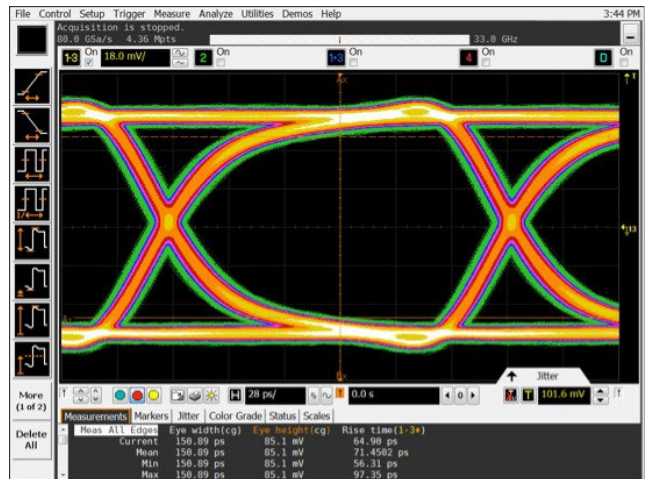 File Control Setup Trigger Measure Analyze Utilities Demos Help 3:44 PM
Acquisition is stopped.
80.0 GSa/s 4.36 Mpts 33.0 GHz
1-3 On 18.0 mV/ 2 On 1+3 On 4 On D On
Ax
T
13
Ay
Bx
More
(1 of 2)
Delete
All
Jitter
H 28 ps/ 0.0 s 0 T 101.6 mV
Measurements Markers Jitter Color Grade Status Scales
Meas All Edges Eye width(cg) Eye height(cg) Rise time(1-3♦)
Current 150.89 ps 85.1 mV 64.90 ps
Mean 150.89 ps 85.1 mV 71.4502 ps
Min 150.89 ps 85.1 mV 56.31 ps
Max 150.89 ps 85.1 mV 97.35 ps